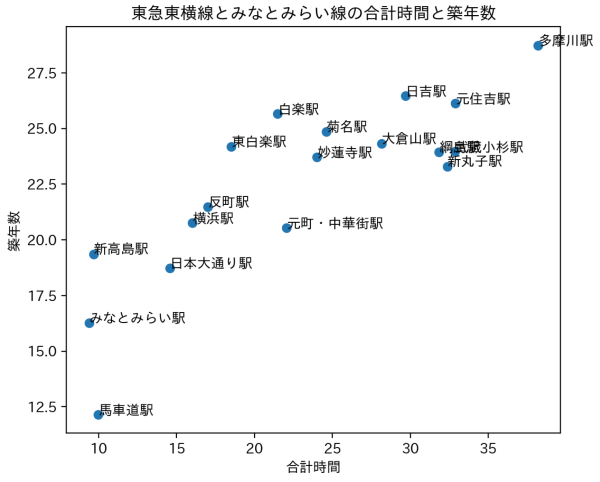 東急東横線とみなとみらい線の合計時間と築年数
築年数
27.5
25.0
22.5
20.0
17.5
15.0
12.5
多摩川駅
日吉駅
元住吉駅
白楽駅
菊名駅
東白楽駅
大倉山駅
妙蓮寺駅
綱島駅
武蔵小杉駅
新丸子駅
反町駅
横浜駅
元町・中華街駅
新高島駅
日本大通り駅
みなとみらい駅
馬車道駅
10
15
20
25
30
35
合計時間